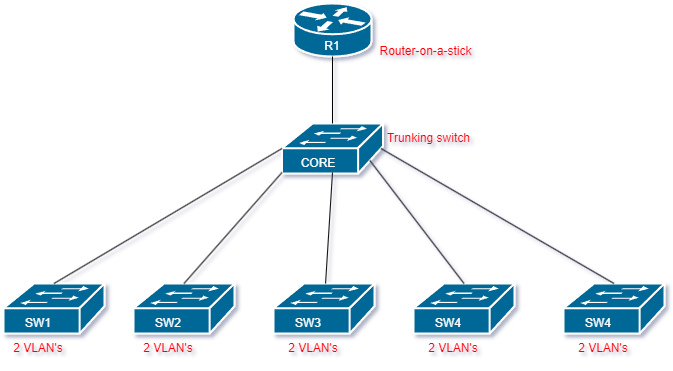 R1
Router-on-a-stick
Trunking switch
CORE
SW1
SW2
SW3
SW4
SW4
2 VLAN's
2 VLAN's
2 VLAN's
2 VLAN's
2 VLAN's